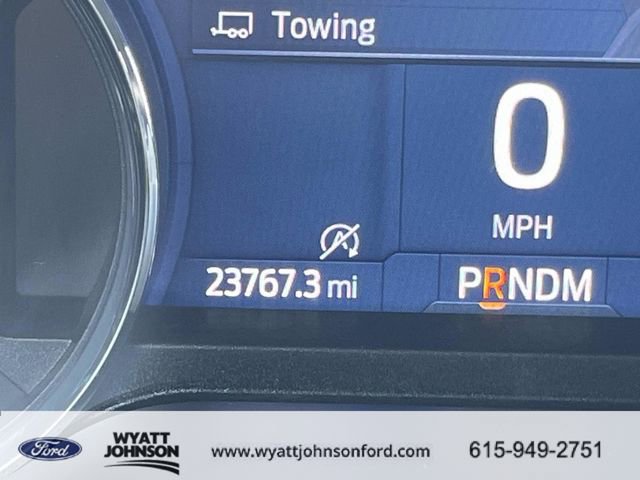 Towing
0
MPH
23767.3 mi
PRNDM
Ford
WYATT
JOHNSON
www.wyattjohnsonford.com
615-949-2751